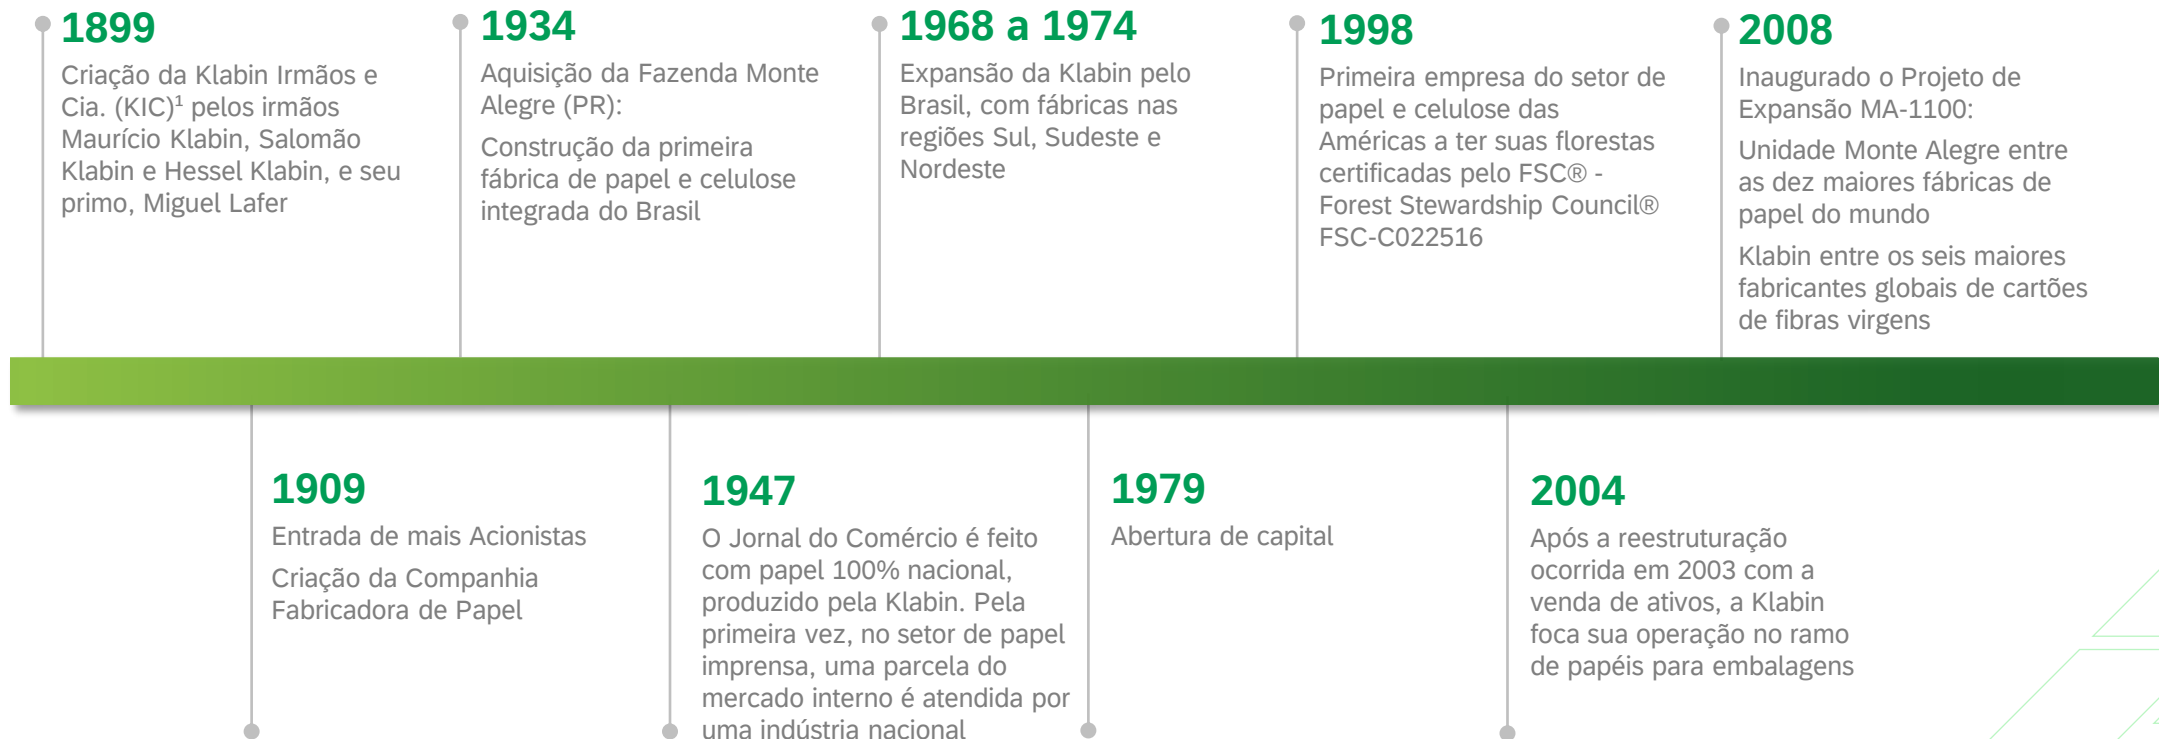 1899
Criação da Klabin Irmãos e
Cia. (KIC)¹ pelos irmãos
Maurício Klabin, Salomão
Klabin e Hessel Klabin, e seu
primo, Miguel Lafer
1934
Aquisição da Fazenda Monte
Alegre (PR):
Construção da primeira
fábrica de papel e celulose
integrada do Brasil
1968 a 1974
Expansão da Klabin pelo
Brasil, com fábricas nas
regiões Sul, Sudeste e
Nordeste
1998
Primeira empresa do setor de
papel e celulose das
Américas a ter suas florestas
certificadas pelo FSC® -
Forest Stewardship Council®
FSC-C022516
2008
Inaugurado o Projeto de
Expansão MA-1100:
Unidade Monte Alegre entre
as dez maiores fábricas de
papel do mundo
Klabin entre os seis maiores
fabricantes globais de cartões
de fibras virgens
1909
Entrada de mais Acionistas
Criação da Companhia
Fabricadora de Papel
1947
O Jornal do Comércio é feito
com papel 100% nacional,
produzido pela Klabin. Pela
primeira vez, no setor de papel
imprensa, uma parcela do
mercado interno é atendida por
uma indústria nacional
1979
Abertura de capital
2004
Após a reestruturação
ocorrida em 2003 com a
venda de ativos, a Klabin
foca sua operação no ramo
de papéis para embalagens